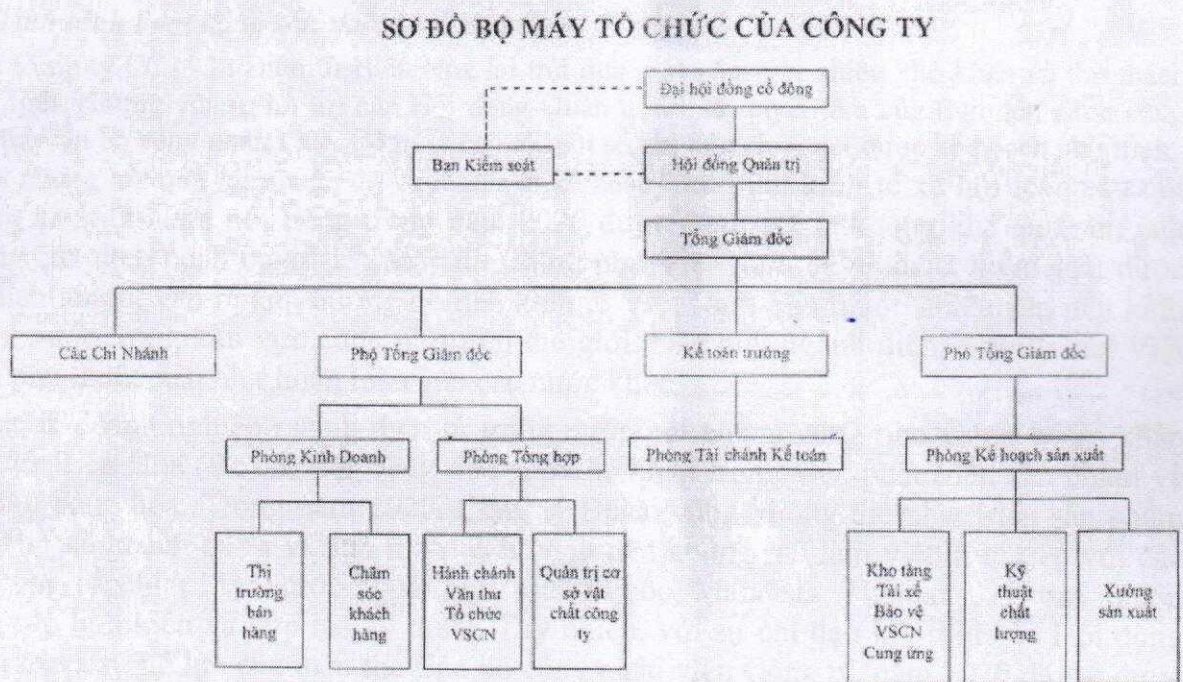 SƠ ĐỒ BỘ MÁY TỔ CHỨC CỦA CÔNG TY
Đại hội đồng cổ đông
Ban Kiểm soát
Hội đồng Quản trị
Tổng Giám đốc
Các Chi Nhánh
Phó Tổng Giám đốc
Kế toán trưởng
Phó Tổng Giám đốc
Phòng Kinh Doanh
Phòng Tổng hợp
Phòng Tài chánh Kế toán
Phòng Kế hoạch sản xuất
Thị
trường
bán
hàng
Chăm
sóc
khách
hàng
Hành chánh
Văn thư
Tổ chức
VSCN
Quản trị cơ
sở vật
chất công
ty
Kho tàng
Tài xế
Bảo vệ
VSCN
Cung ứng
Kỹ
thuật
chất
lượng
Xưởng
sản xuất